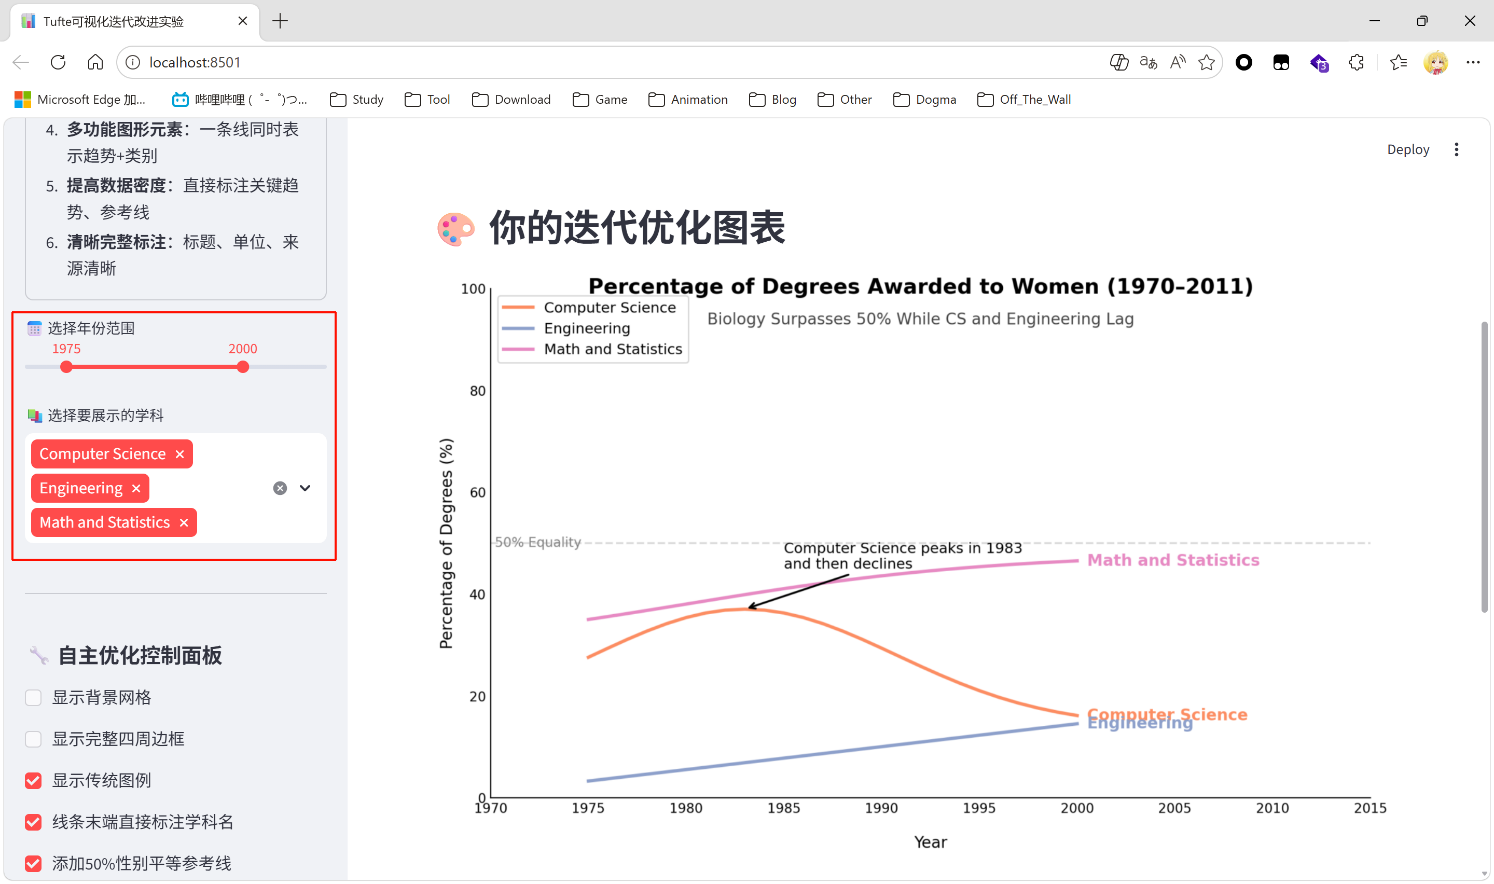 Tufte可视化迭代改进实验
localhost:8501
Microsoft Edge 加...
哔哩哔哩 ( ゜- ゜)つ...
Study
Tool
Download
Game
Animation
Blog
Other
Dogma
Off_The_Wall
4. 多功能图形元素：一条线同时表
示趋势+类别
5. 提高数据密度：直接标注关键趋
势、参考线
6. 清晰完整标注：标题、单位、来
源清晰
选择年份范围
1975
2000
选择要展示的学科
Computer Science
Engineering
Math and Statistics
自主优化控制面板
显示背景网格
显示完整四周边框
显示传统图例
线条末端直接标注学科名
添加50%性别平等参考线
Deploy
你的迭代优化图表
Percentage of Degrees Awarded to Women (1970–2011)
Biology Surpasses 50% While CS and Engineering Lag
Computer Science
Engineering
Math and Statistics
Percentage of Degrees (%)
100
80
60
40
20
0
50% Equality
Computer Science peaks in 1983
and then declines
Math and Statistics
Computer Science
Engineering
1970
1975
1980
1985
1990
1995
2000
2005
2010
2015
Year